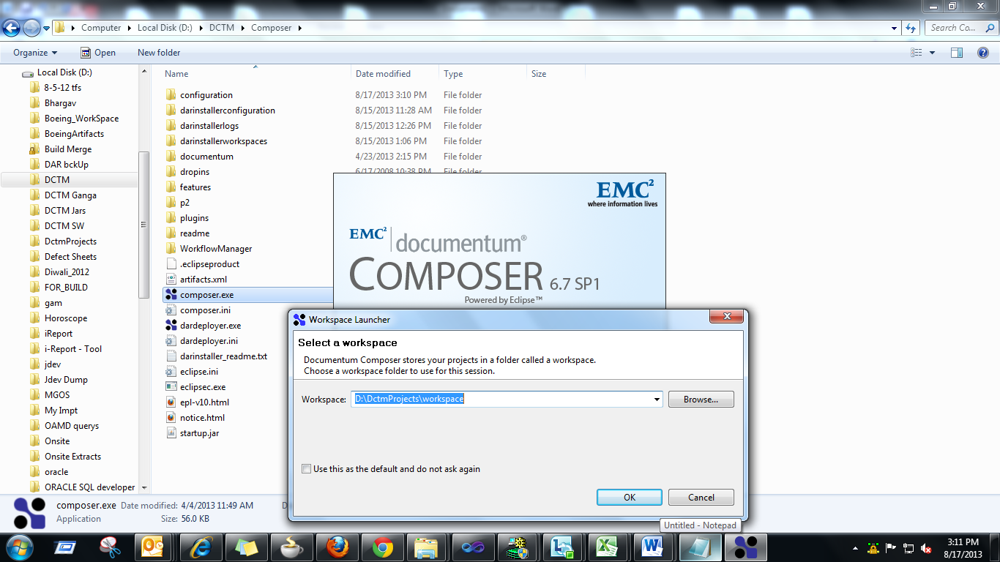 Computer
Local Disk (D:)
DCTM
Composer
Search Co...
Organize
Open
New folder
Local Disk (D:)
8-5-12 tfs
Bhargav
Boeing_WorkSpace
BoeingArtifacts
Build Merge
DAR bckUp
DCTM
DCTM Ganga
DCTM Jars
DCTM SW
DctmProjects
Defect Sheets
Diwali_2012
FOR_BUILD
gam
Horoscope
iReport
i-Report - Tool
jdev
Jdev Dump
MGOS
My Impt
OAMD querys
Onsite
Onsite Extracts
oracle
ORACLE SQL developer
Name Date modified Type Size
configuration 8/17/2013 3:10 PM File folder
darinstallerconfiguration 8/15/2013 11:28 AM File folder
darinstallerlogs 8/15/2013 12:26 PM File folder
darinstallerworkspaces 8/15/2013 1:06 PM File folder
documentum 4/23/2013 2:15 PM File folder
dropins 6/17/2008 10:38 PM File folder
features
p2
plugins
readme
WorkflowManager
.eclipseproduct
artifacts.xml
composer.exe
composer.ini
dardeployer.exe
dardeployer.ini
darinstaller_readme.txt
eclipse.ini
eclipsec.exe
epl-v10.html
notice.html
startup.jar
EMC²
where information lives
EMC² documentum®
COMPOSER 6.7 SP1
Powered by Eclipse™
Workspace Launcher
Select a workspace
Documentum Composer stores your projects in a folder called a workspace.
Choose a workspace folder to use for this session.
Workspace: D:\DctmProjects\workspace Browse...
Use this as the default and do not ask again
OK Cancel
composer.exe Date modified: 4/4/2013 11:49 AM
Application Size: 56.0 KB
Untitled - Notepad
3:11 PM
8/17/2013